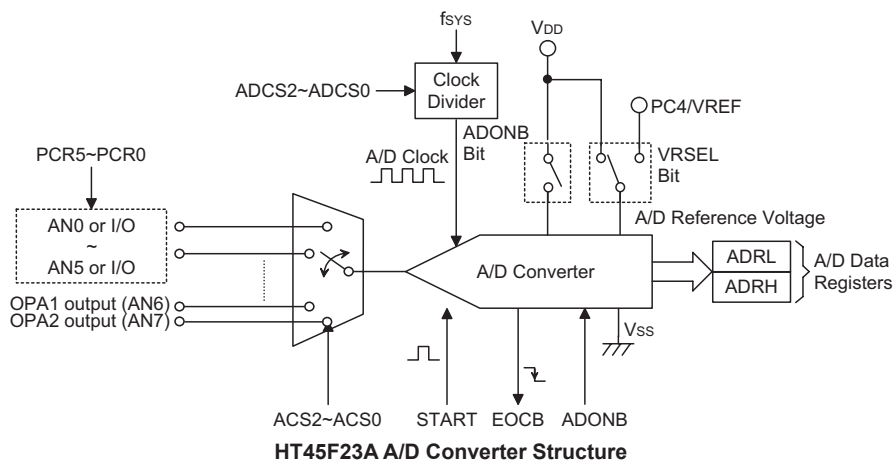 fSYS
VDD
Clock
Divider
ADCS2~ADCS0
PC4/VREF
ADONB
Bit
VRSEL
Bit
PCR5~PCR0
A/D Clock
A/D Reference Voltage
AN0 or I/O
~
AN5 or I/O
A/D Converter
ADRL
ADRH
A/D Data
Registers
OPA1 output (AN6)
OPA2 output (AN7)
VSS
ACS2~ACS0
START
EOCB
ADONB
HT45F23A A/D Converter Structure